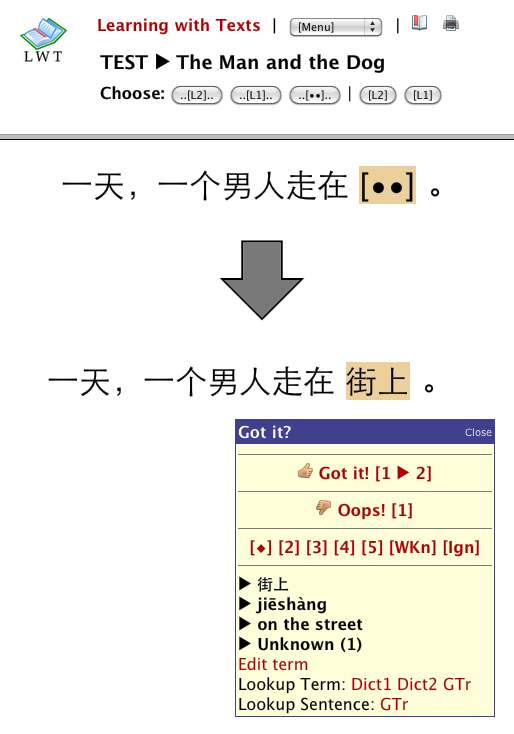 Learning with Texts | [Menu] |
LWT
TEST ▶ The Man and the Dog
Choose: ..[L2].. ..[L1].. ..[••].. | [L2] [L1]
一天，一个男人走在 [••] 。
一天，一个男人走在 街上 。
Got it? Close
Got it! [1 ▶ 2]
Oops! [1]
[◆] [2] [3] [4] [5] [WKn] [Ign]
▶ 街上
▶ jiēshàng
▶ on the street
▶ Unknown (1)
Edit term
Lookup Term: Dict1 Dict2 GTr
Lookup Sentence: GTr